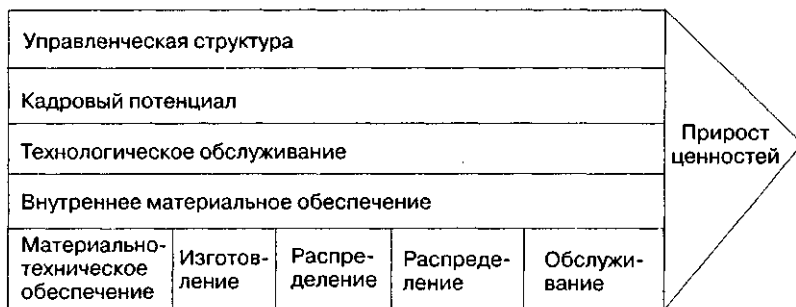 Управленческая структура
Кадровый потенциал
Технологическое обслуживание
Внутреннее материальное обеспечение
Прирост
ценностей
Материально-
техническое
обеспечение
Изготов-
ление
Распре-
деление
Распреде-
ление
Обслужи-
вание